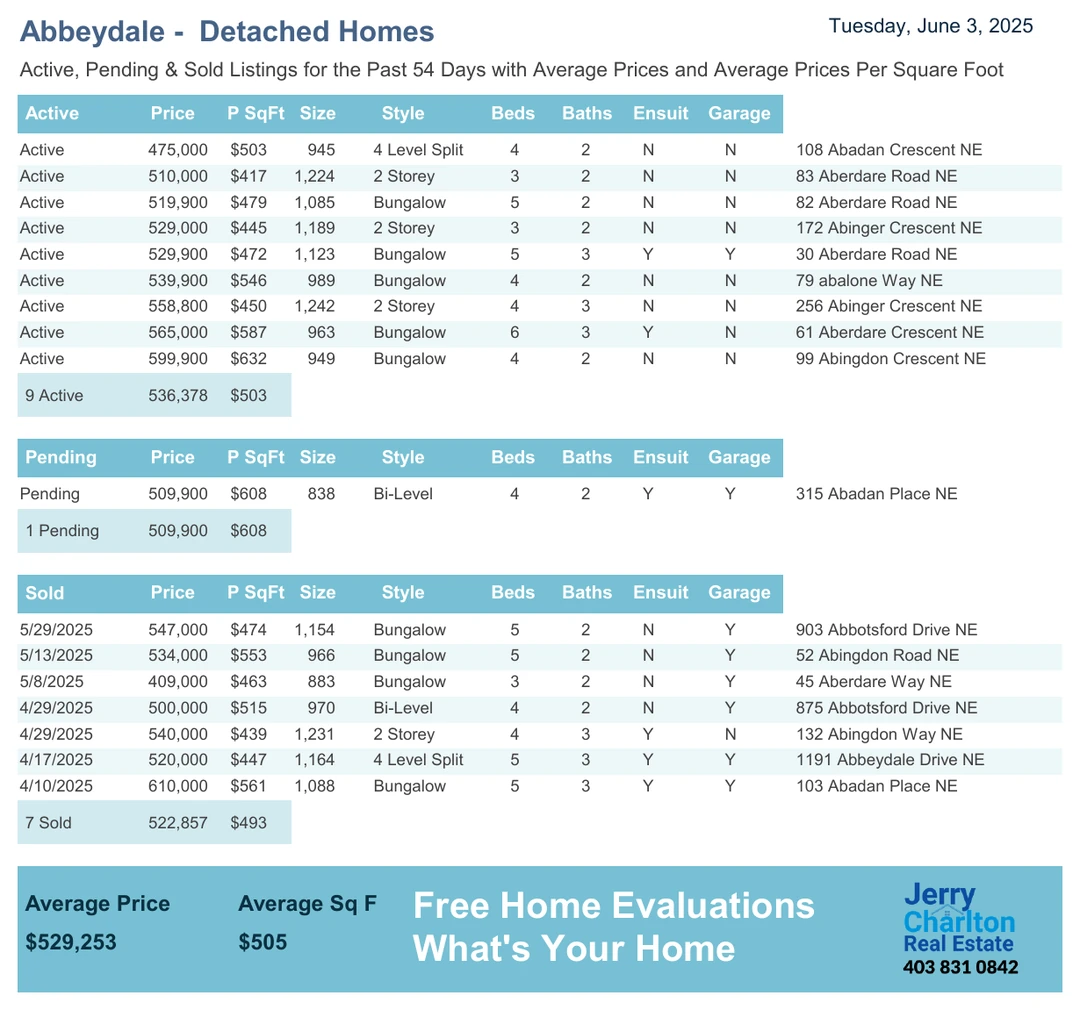 Abbeydale - Detached Homes
Tuesday, June 3, 2025
Active, Pending & Sold Listings for the Past 54 Days with Average Prices and Average Prices Per Square Foot
Active Price P SqFt Size Style Beds Baths Ensuit Garage
Active 475,000 $503 945 4 Level Split 4 2 N N 108 Abadan Crescent NE
Active 510,000 $417 1,224 2 Storey 3 2 N N 83 Aberdare Road NE
Active 519,900 $479 1,085 Bungalow 5 2 N N 82 Aberdare Road NE
Active 529,000 $445 1,189 2 Storey 3 2 N N 172 Abinger Crescent NE
Active 529,900 $472 1,123 Bungalow 5 3 Y Y 30 Aberdare Road NE
Active 539,900 $546 989 Bungalow 4 2 N N 79 abalone Way NE
Active 558,800 $450 1,242 2 Storey 4 3 N N 256 Abinger Crescent NE
Active 565,000 $587 963 Bungalow 6 3 Y N 61 Aberdare Crescent NE
Active 599,900 $632 949 Bungalow 4 2 N N 99 Abingdon Crescent NE
9 Active 536,378 $503
Pending Price P SqFt Size Style Beds Baths Ensuit Garage
Pending 509,900 $608 838 Bi-Level 4 2 Y Y 315 Abadan Place NE
1 Pending 509,900 $608
Sold Price P SqFt Size Style Beds Baths Ensuit Garage
5/29/2025 547,000 $474 1,154 Bungalow 5 2 N Y 903 Abbotsford Drive NE
5/13/2025 534,000 $553 966 Bungalow 5 2 N Y 52 Abingdon Road NE
5/8/2025 409,000 $463 883 Bungalow 3 2 N Y 45 Aberdare Way NE
4/29/2025 500,000 $515 970 Bi-Level 4 2 N Y 875 Abbotsford Drive NE
4/29/2025 540,000 $439 1,231 2 Storey 4 3 Y N 132 Abingdon Way NE
4/17/2025 520,000 $447 1,164 4 Level Split 5 3 Y Y 1191 Abbeydale Drive NE
4/10/2025 610,000 $561 1,088 Bungalow 5 3 Y Y 103 Abadan Place NE
7 Sold 522,857 $493
Average Price Average Sq F
$529,253 $505
Free Home Evaluations
What's Your Home
Jerry
Charlton
Real Estate
403 831 0842